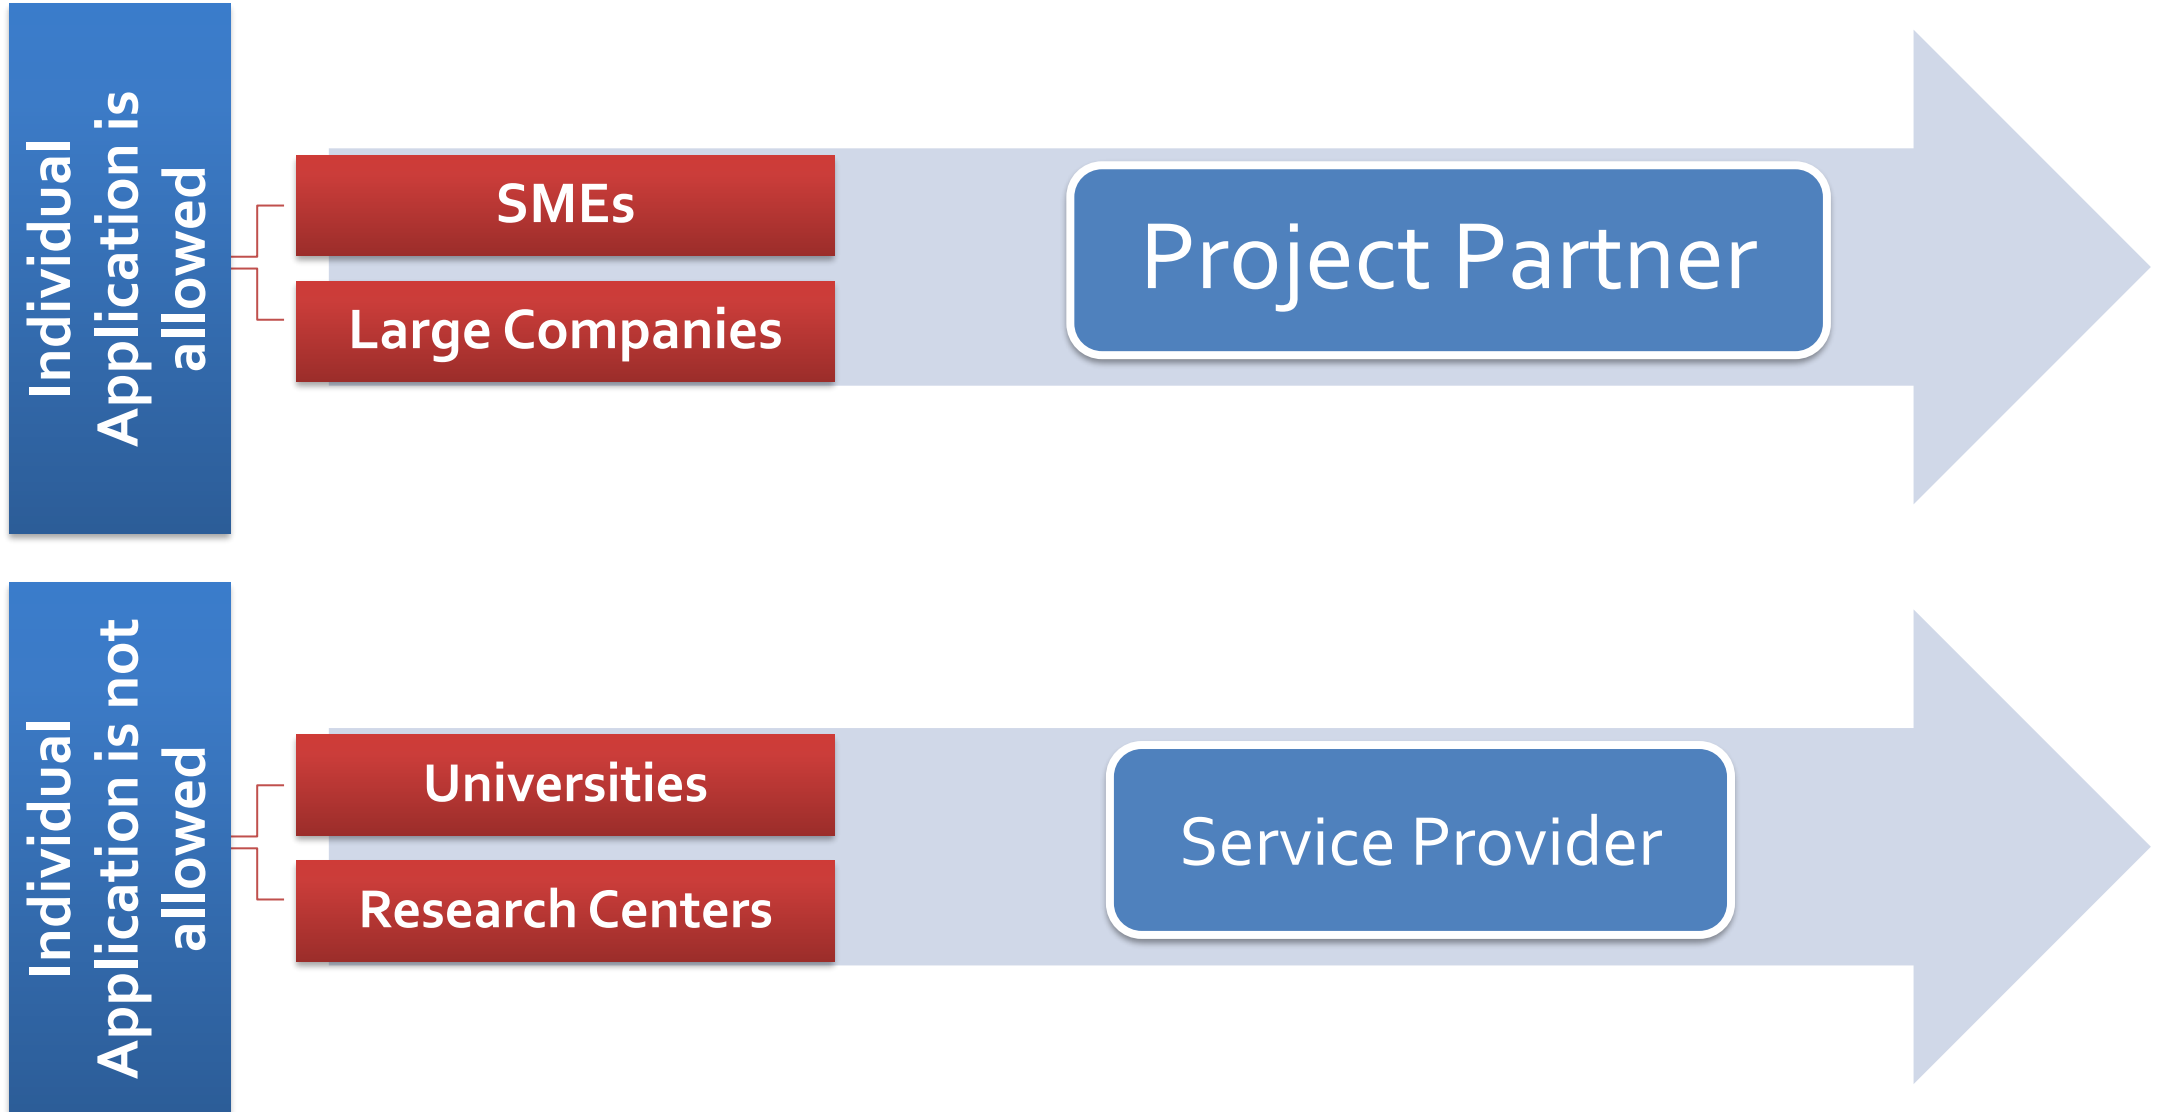 Individual
Application is
allowed
SMEs
Large Companies
Project Partner
Individual
Application is not
allowed
Universities
Research Centers
Service Provider